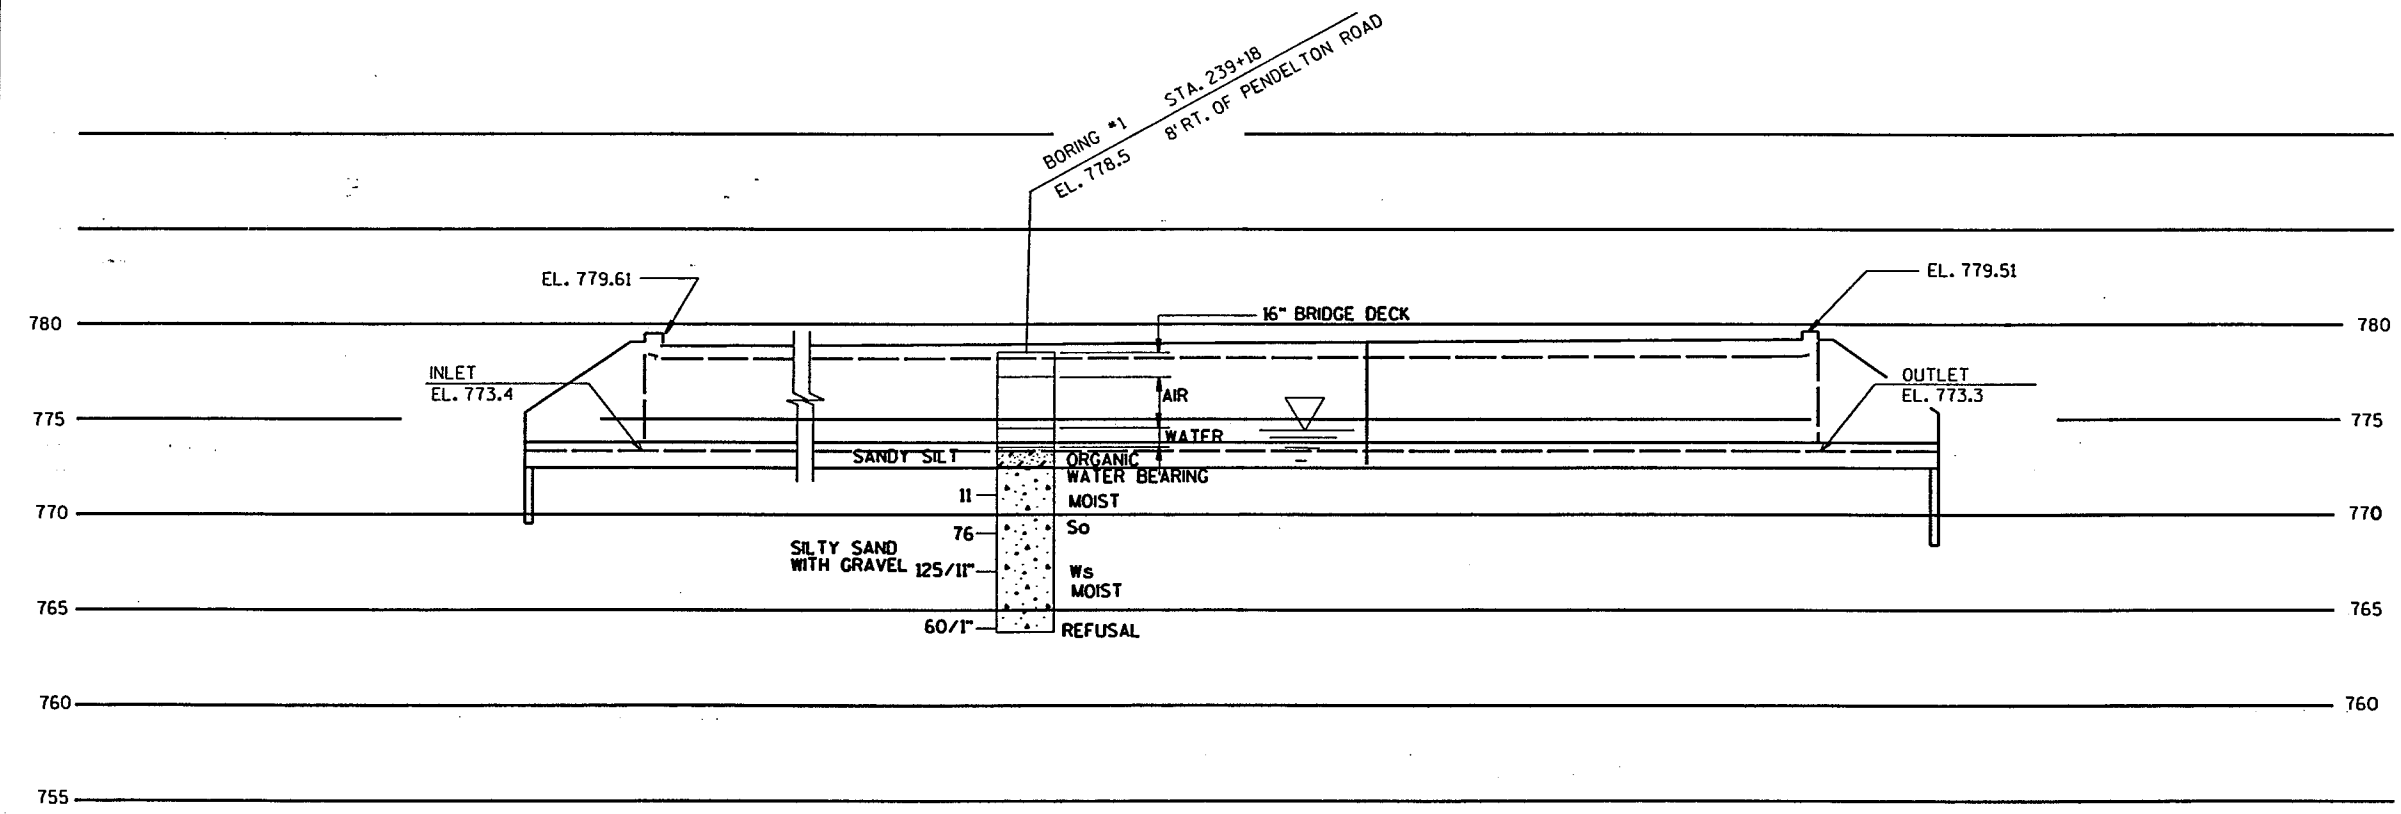 STA. 239+18
8' RT. OF PENDELTON ROAD
BORING #1
EL. 778.5
EL. 779.61
EL. 779.51
16" BRIDGE DECK
780
780
INLET
EL. 773.4
AIR
OUTLET
EL. 773.3
775
775
WATER
SANDY SILT
ORGANIC
WATER BEARING
11
MOIST
770
770
76
So
SILTY SAND
WITH GRAVEL
125/11"
Ws
MOIST
765
765
60/1"
REFUSAL
760
760
755